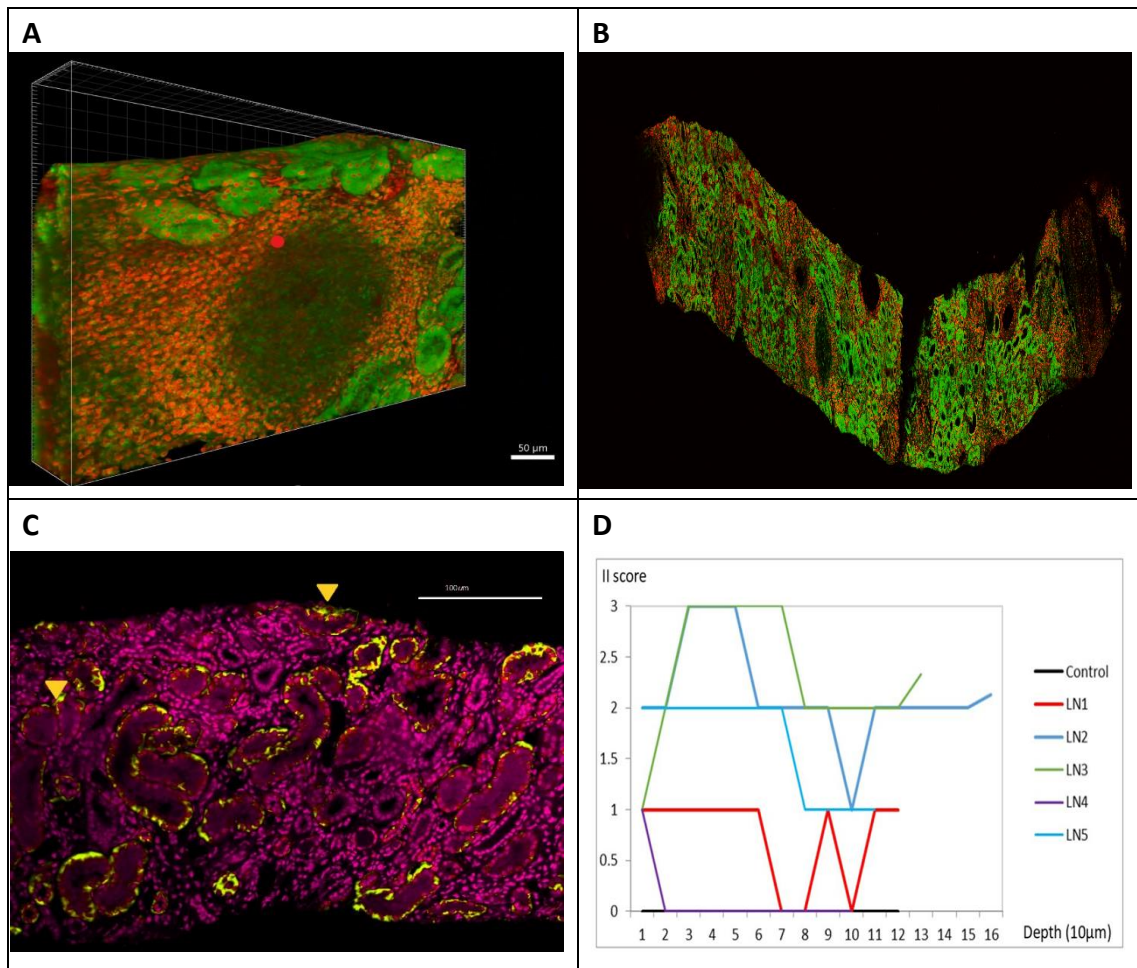 A
50 µm
B
C
100µm
D
II score
3
2.5
2
1.5
1
0.5
0
1 2 3 4 5 6 7 8 9 10 11 12 13 14 15 16
Depth (10µm)
Control
LN1
LN2
LN3
LN4
LN5